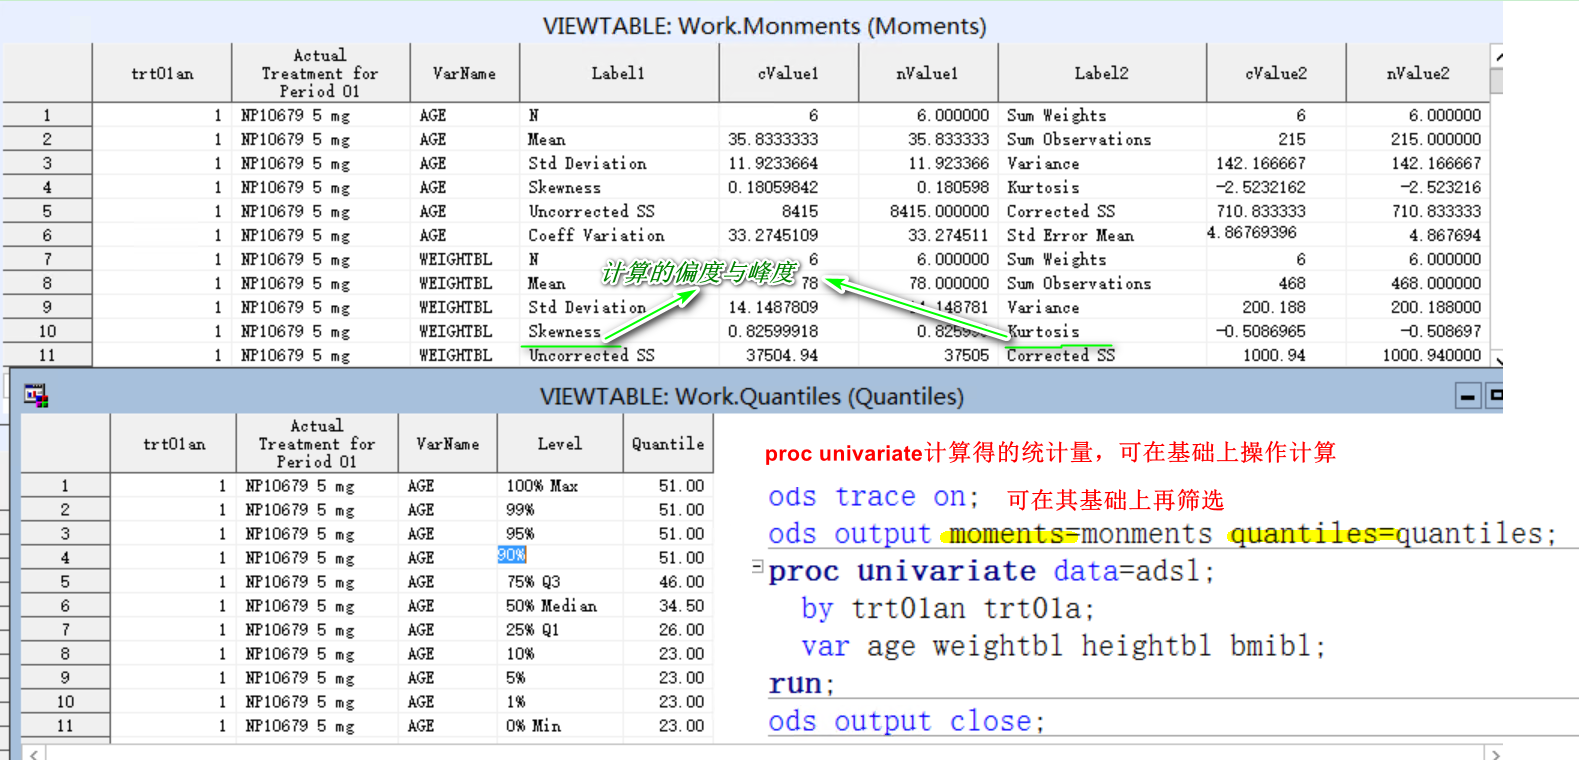 VIEWTABLE: Work.Monments (Moments)
trt01an Actual Treatment for Period 01 VarName Label1 cValue1 nValue1 Label2 cValue2 nValue2
1 1 NP10679 5 mg AGE N 6 6.000000 Sum Weights 6 6.000000
2 1 NP10679 5 mg AGE Mean 35.8333333 35.833333 Sum Observations 215 215.000000
3 1 NP10679 5 mg AGE Std Deviation 11.9233664 11.923366 Variance 142.166667 142.166667
4 1 NP10679 5 mg AGE Skewness 0.18059842 0.180598 Kurtosis -2.5232162 -2.523216
5 1 NP10679 5 mg AGE Uncorrected SS 8415 8415.000000 Corrected SS 710.833333 710.833333
6 1 NP10679 5 mg AGE Coeff Variation 33.2745109 33.274511 Std Error Mean 4.86769396 4.867694
7 1 NP10679 5 mg WEIGHTBL N 6 6.000000 Sum Weights 6 6.000000
计算的偏度与峰度
8 1 NP10679 5 mg WEIGHTBL Mean 78 78.000000 Sum Observations 468 468.000000
9 1 NP10679 5 mg WEIGHTBL Std Deviation 14.1487809 14.148781 Variance 200.188 200.188000
10 1 NP10679 5 mg WEIGHTBL Skewness 0.82599918 Kurtosis -0.5086965 -0.508697
11 1 NP10679 5 mg WEIGHTBL Uncorrected SS 37504.94 37505 Corrected SS 1000.94 1000.940000
VIEWTABLE: Work.Quantiles (Quantiles)
trt01an Actual Treatment for Period 01 VarName Level Quantile
1 1 NP10679 5 mg AGE 100% Max 51.00
2 1 NP10679 5 mg AGE 99% 51.00
3 1 NP10679 5 mg AGE 95% 51.00
4 1 NP10679 5 mg AGE 90% 51.00
5 1 NP10679 5 mg AGE 75% Q3 46.00
6 1 NP10679 5 mg AGE 50% Median 34.50
7 1 NP10679 5 mg AGE 25% Q1 26.00
8 1 NP10679 5 mg AGE 10% 23.00
9 1 NP10679 5 mg AGE 5% 23.00
10 1 NP10679 5 mg AGE 1% 23.00
11 1 NP10679 5 mg AGE 0% Min 23.00
proc univariate计算得的统计量，可在基础上操作计算
ods trace on; 可在其基础上再筛选
ods output moments=monments quantiles=quantiles;
proc univariate data=adsl;
by trt01an trt01a;
var age weightbl heightbl bmibl;
run;
ods output close;